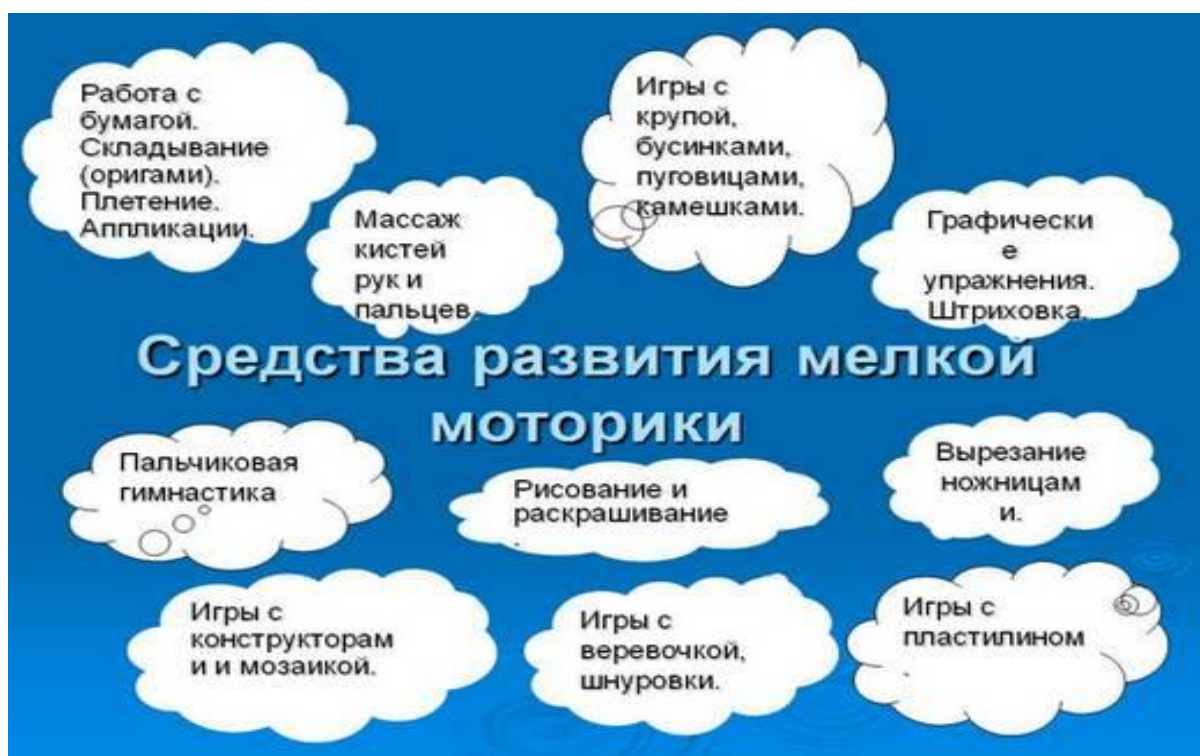 Работа с
бумагой.
Складывание
(оригами).
Плетение.
Аппликации.
Массаж
кистей
рук и
пальцев.
Игры с
крупой,
бусинками,
пуговицами,
камешками.
Графически
е
упражнения.
Штриховка.
Средства развития мелкой
моторики
Пальчиковая
гимнастика
Рисование и
раскрашивание
.
Вырезание
ножницам
и.
Игры с
конструкторам
и и мозаикой.
Игры с
веревочкой,
шнуровки.
Игры с
пластилином
.